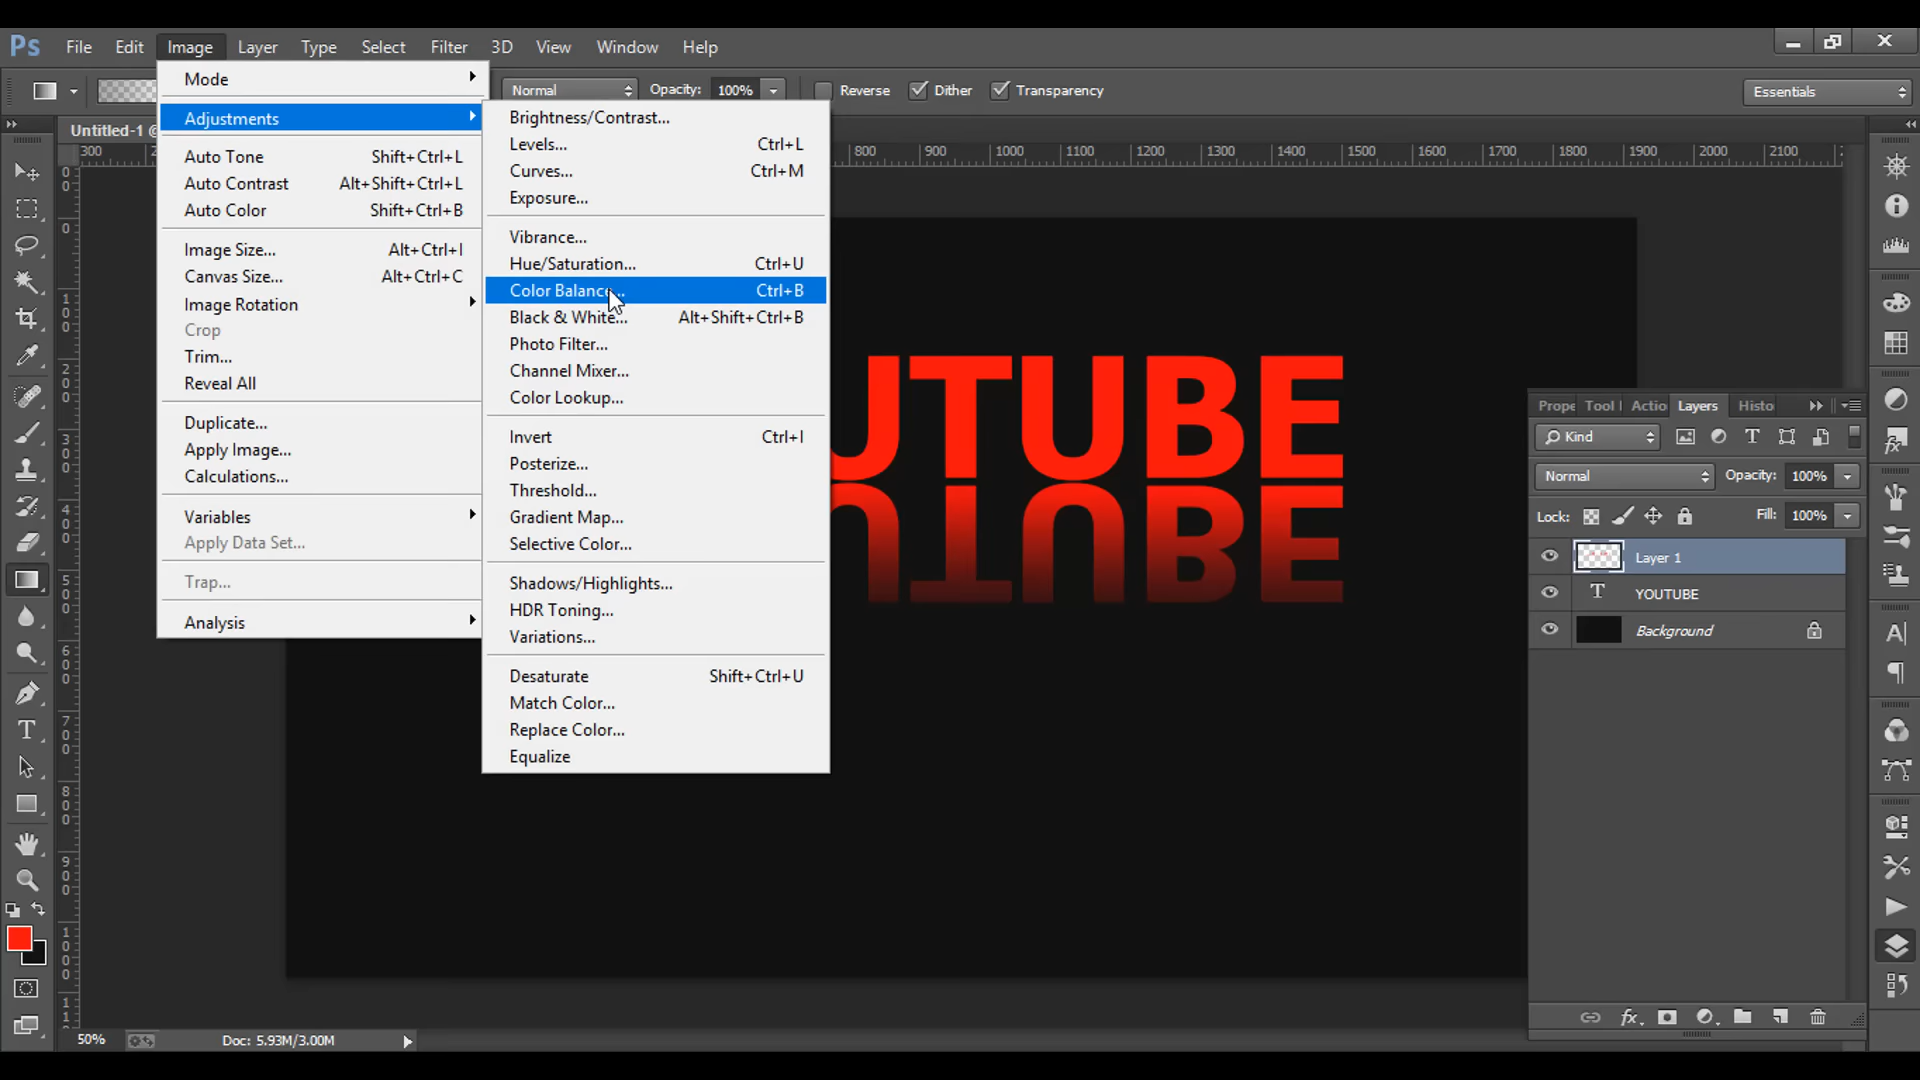 Ps File Edit Image Layer Type Select Filter 3D View Window Help
Normal Opacity: 100% Reverse Dither Transparency Essentials
Untitled-1 @
300 800 900 1000 1100 1200 1300 1400 1500 1600 1700 1800 1900 2000 2100
Mode
Adjustments
Auto Tone Shift+Ctrl+L
Auto Contrast Alt+Shift+Ctrl+L
Auto Color Shift+Ctrl+B
Image Size... Alt+Ctrl+I
Canvas Size... Alt+Ctrl+C
Image Rotation
Crop
Trim...
Reveal All
Duplicate...
Apply Image...
Calculations...
Variables
Apply Data Set...
Trap...
Analysis
Brightness/Contrast...
Levels... Ctrl+L
Curves... Ctrl+M
Exposure...
Vibrance...
Hue/Saturation... Ctrl+U
Color Balance... Ctrl+B
Black & White... Alt+Shift+Ctrl+B
Photo Filter...
Channel Mixer...
Color Lookup...
Invert Ctrl+I
Posterize...
Threshold...
Gradient Map...
Selective Color...
Shadows/Highlights...
HDR Toning...
Variations...
Desaturate Shift+Ctrl+U
Match Color...
Replace Color...
Equalize
UTUBE
UTUBE
Prope Tool Actio Layers Histo
Kind
Normal Opacity: 100%
Lock: Fill: 100%
Layer 1
YOUTUBE
Background
50% Doc: 5.93M/3.00M